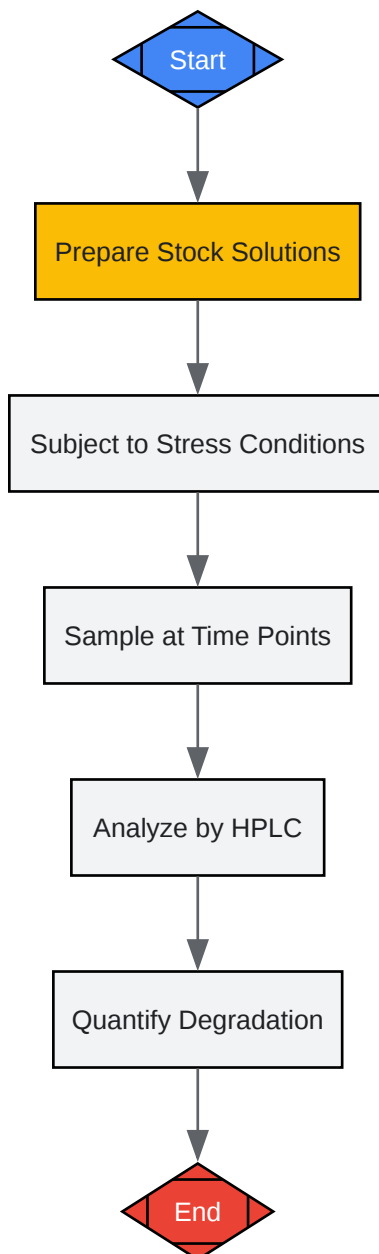 Start
Prepare Stock Solutions
Subject to Stress Conditions
Sample at Time Points
Analyze by HPLC
Quantify Degradation
End